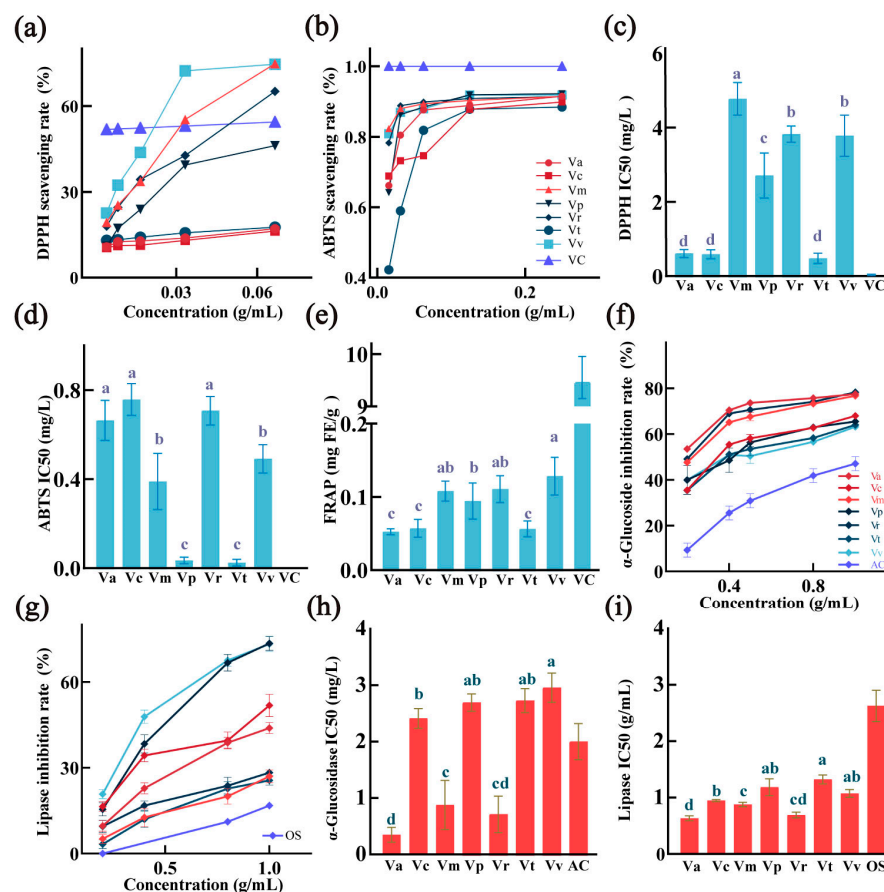 (a)
DPPH scavenging rate (%)
60
30
0
0.03
0.06
Concentration (g/mL)
(b)
ABTS scavenging rate (%)
1.0
0.8
0.6
0.4
0.0
0.2
Concentration (g/mL)
Va
Vc
Vm
Vp
Vr
Vt
Vv
VC
(c)
DPPH IC50 (mg/L)
6
4
2
0
d
d
a
c
b
d
b
Va Vc Vm Vp Vr Vt Vv VC
(d)
ABTS IC50 (mg/L)
0.8
0.4
0.0
a
a
b
c
a
c
b
Va Vc Vm Vp Vr Vt Vv VC
(e)
FRAP (mg FE/g)
10
9
0.2
0.1
0.0
c
c
ab
b
ab
c
a
Va Vc Vm Vp Vr Vt Vv VC
(f)
α-Glucoside inhibition rate (%)
80
60
40
20
0
0.4
0.8
Concentration (g/mL)
Va
Vc
Vm
Vp
Vr
Vt
Vv
AC
(g)
Lipase inhibition rate (%)
60
30
0
0.5
1.0
Concentration (g/mL)
OS
(h)
α-Glucosidase IC50 (mg/L)
4
3
2
1
0
d
b
c
ab
cd
ab
a
Va Vc Vm Vp Vr Vt Vv AC
(i)
Lipase IC50 (g/mL)
4
3
2
1
0
d
b
c
ab
cd
a
ab
Va Vc Vm Vp Vr Vt Vv OS